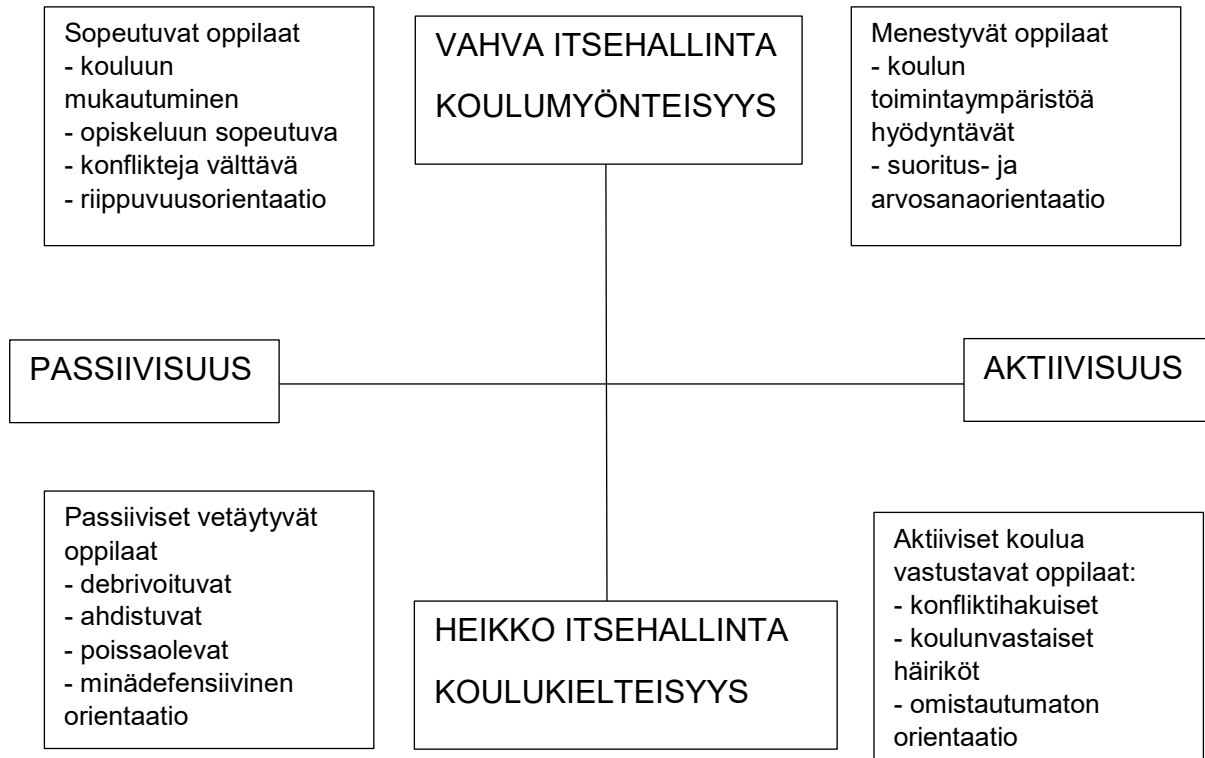 Sopeutuvat oppilaat
- kouluun
mukautuminen
- opiskeluun sopeutuva
- konflikteja välttävä
- riippuvuusorientaatio
VAHVA ITSEHALLINTA
KOULUMYÖNTEISYYS
Menestyvät oppilaat
- koulun
toimintaympäristöä
hyödyntävät
- suoritus- ja
arvosanaorientaatio
PASSIIVISUUS
AKTIIVISUUS
Passiiviset vetäytyvät
oppilaat
- debrivoituvat
- ahdistuvat
- poissaolevat
- minädefensiivinen
orientaatio
HEIKKO ITSEHALLINTA
KOULUKIELTEISYYS
Aktiiviset koulua
vastustavat oppilaat:
- konfliktihakuiset
- koulunvastaiset
häiriköt
- omistautumaton
orientaatio